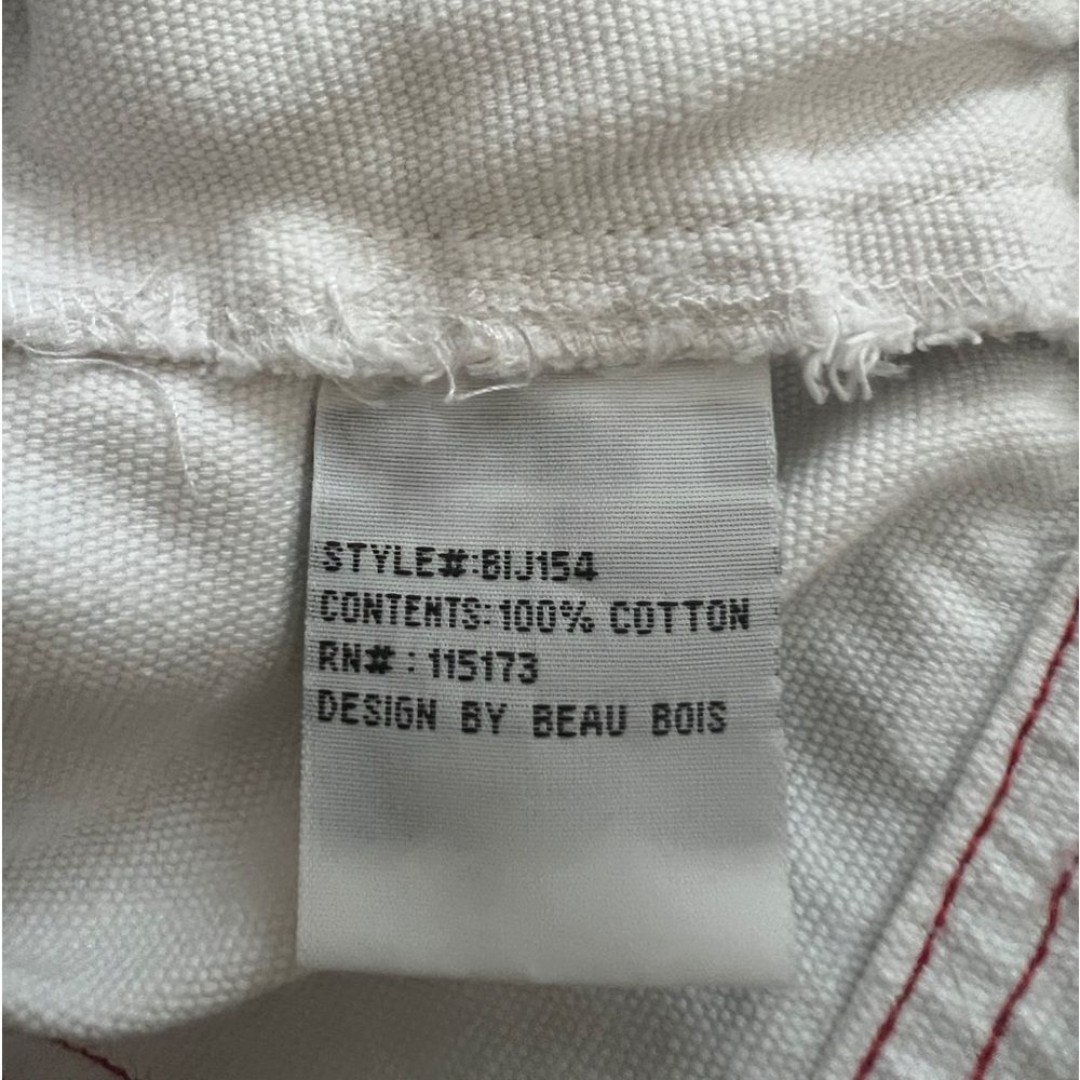 STYLE#:BIJ154
CONTENTS:100% COTTON
RN# : 115173
DESIGN BY BEAU BOIS